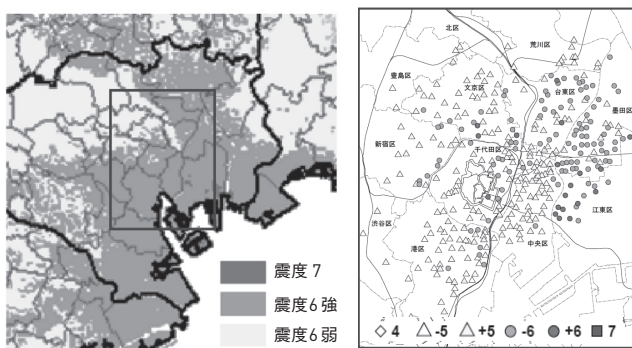 震度７
震度６強
震度６弱
北区
荒川区
豊島区
文京区
台東区
墨田区
新宿区
千代田区
江東区
渋谷区
中央区
港区
4 -5 +5 -6 +6 7